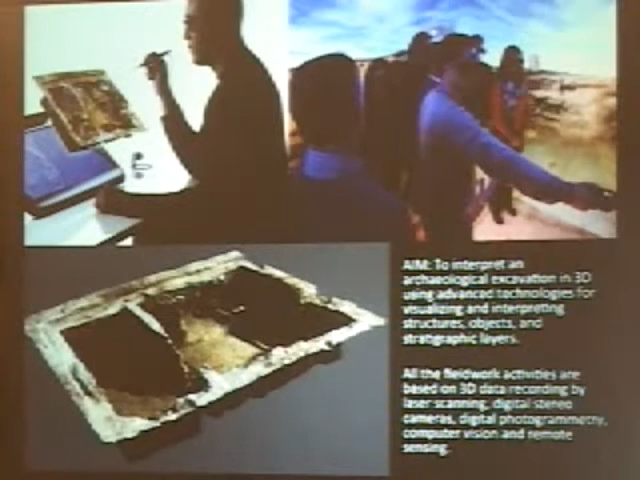 AIM: To interpret an
archaeological excavation in 3D
using advanced technologies for
visualizing and interpreting
structures, objects, and
stratigraphic layers.
All the fieldwork activities are
based on 3D data recording by
laser scanning, digital stereo
cameras, digital photogrammetry,
computer vision and remote
sensing.